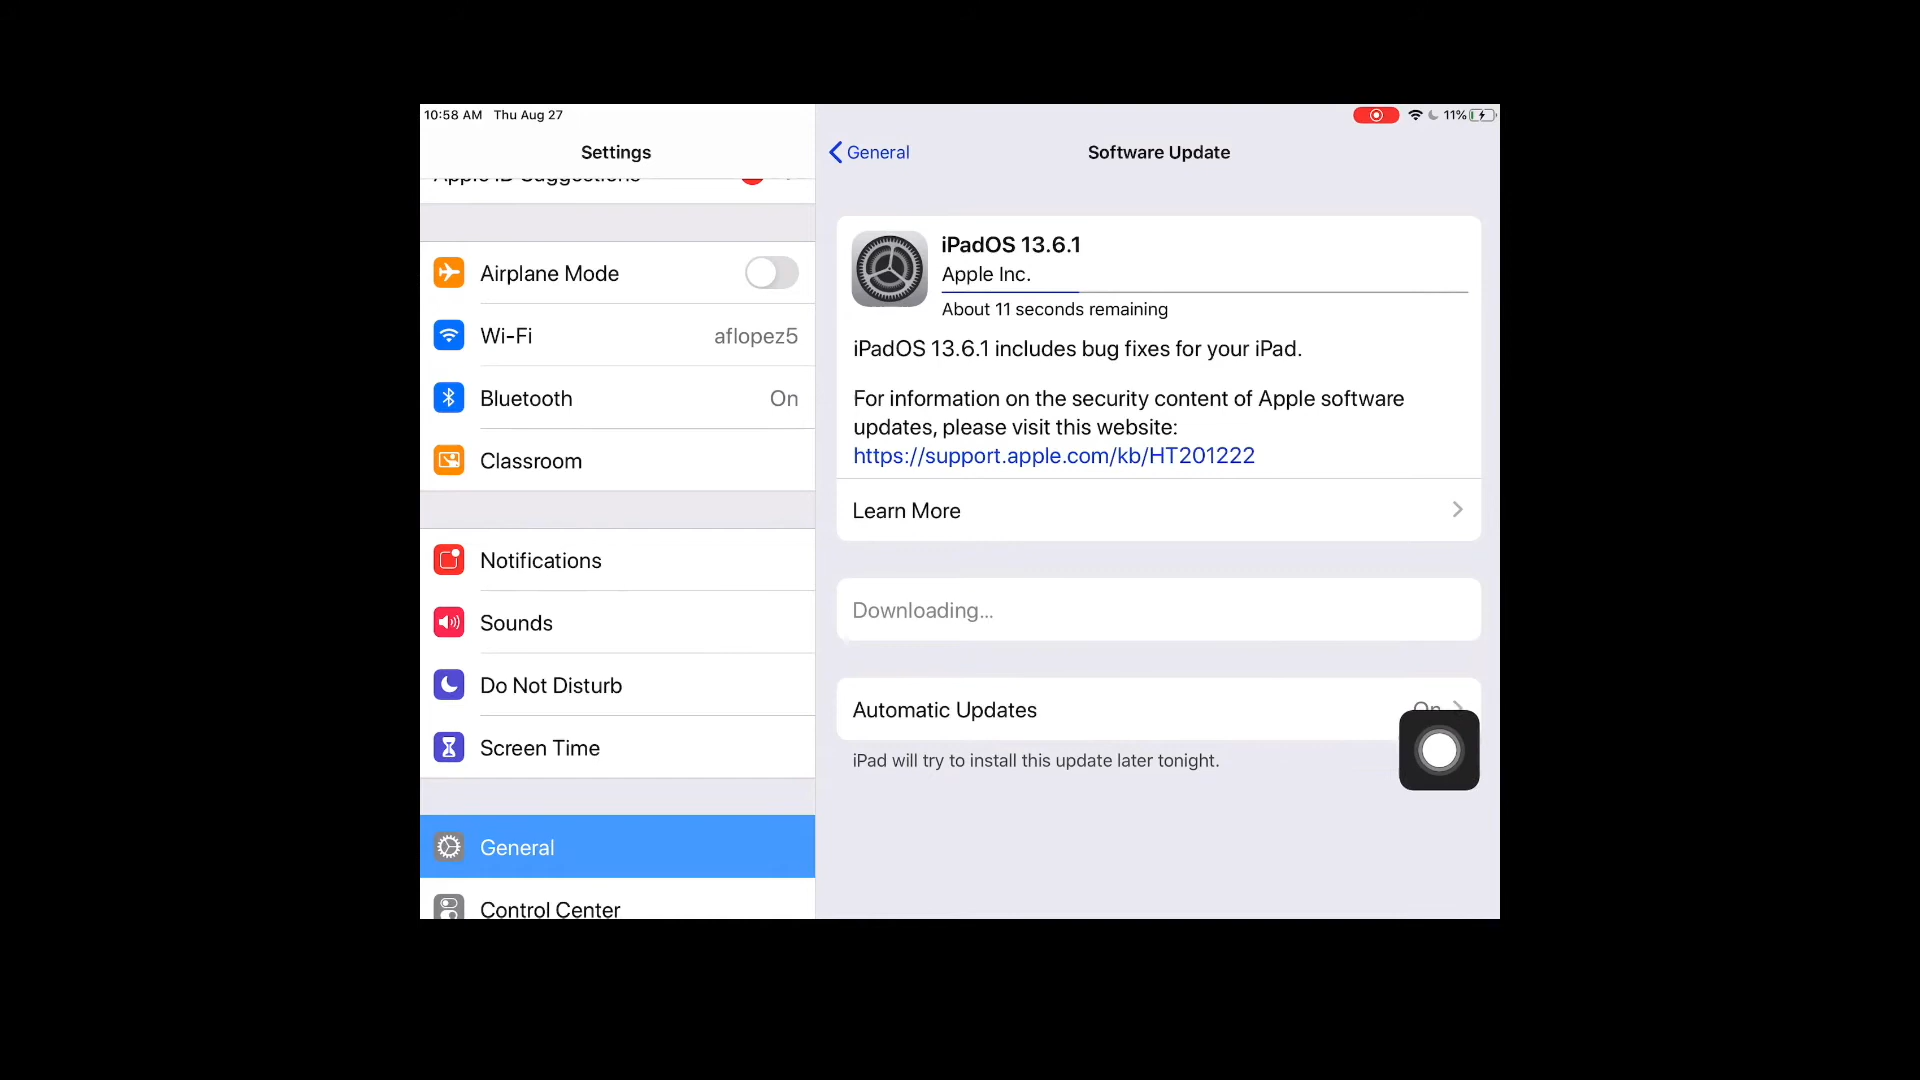 10:58 AM Thu Aug 27
11%
Settings
Apple ID Suggestions
Airplane Mode
Wi-Fi aflopez5
Bluetooth On
Classroom
Notifications
Sounds
Do Not Disturb
Screen Time
General
Control Center
General
Software Update
iPadOS 13.6.1
Apple Inc.
About 11 seconds remaining
iPadOS 13.6.1 includes bug fixes for your iPad.
For information on the security content of Apple software
updates, please visit this website:
https://support.apple.com/kb/HT201222
Learn More
Downloading...
Automatic Updates On
iPad will try to install this update later tonight.